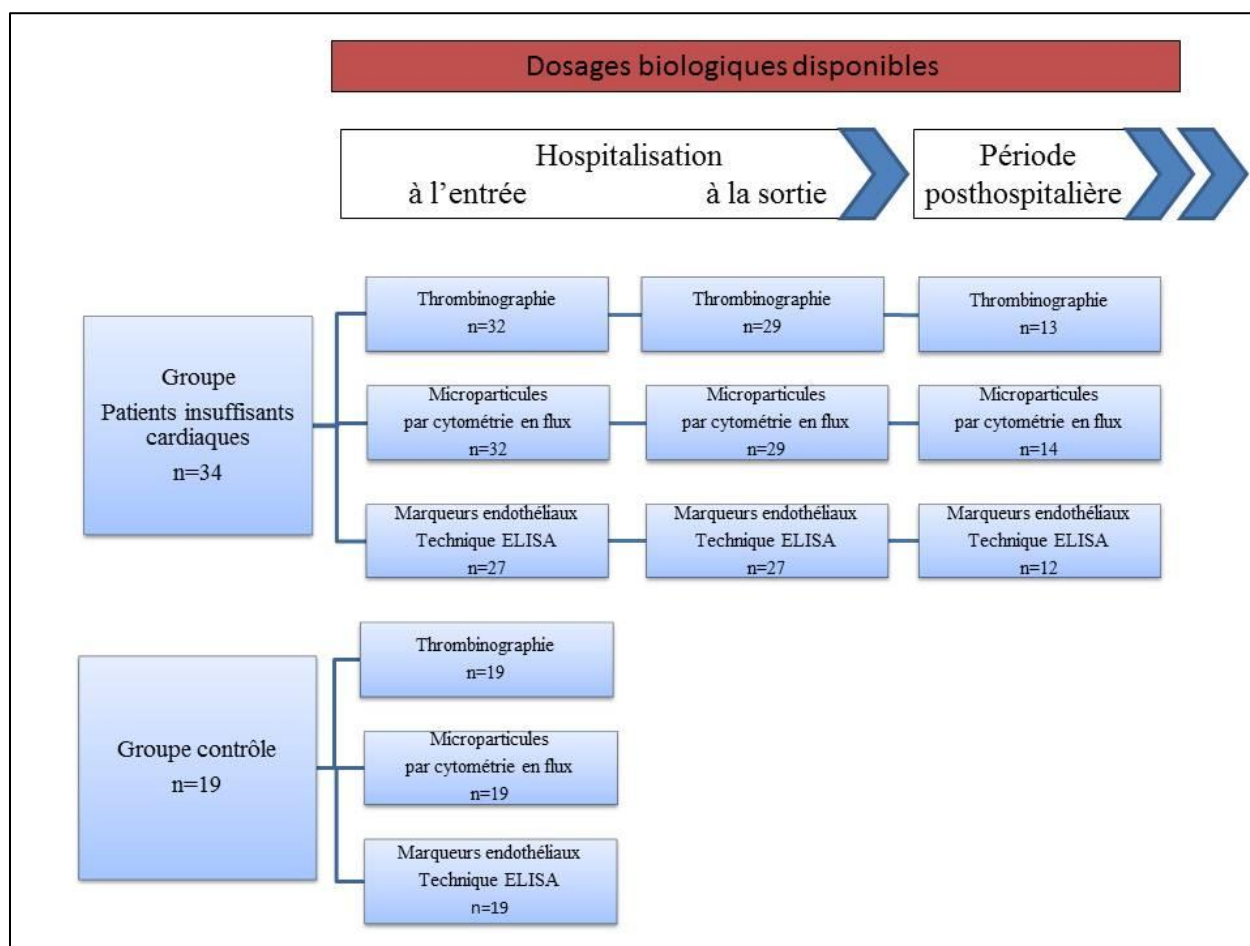 Dosages biologiques disponibles
Hospitalisation
à l’entrée à la sortie
Période
posthospitalière
Groupe
Patients insuffisants
cardiaques
n=34
Thrombinographie
n=32
Thrombinographie
n=29
Thrombinographie
n=13
Microparticules
par cytométrie en flux
n=32
Microparticules
par cytométrie en flux
n=29
Microparticules
par cytométrie en flux
n=14
Marqueurs endothéliaux
Technique ELISA
n=27
Marqueurs endothéliaux
Technique ELISA
n=27
Marqueurs endothéliaux
Technique ELISA
n=12
Groupe contrôle
n=19
Thrombinographie
n=19
Microparticules
par cytométrie en flux
n=19
Marqueurs endothéliaux
Technique ELISA
n=19